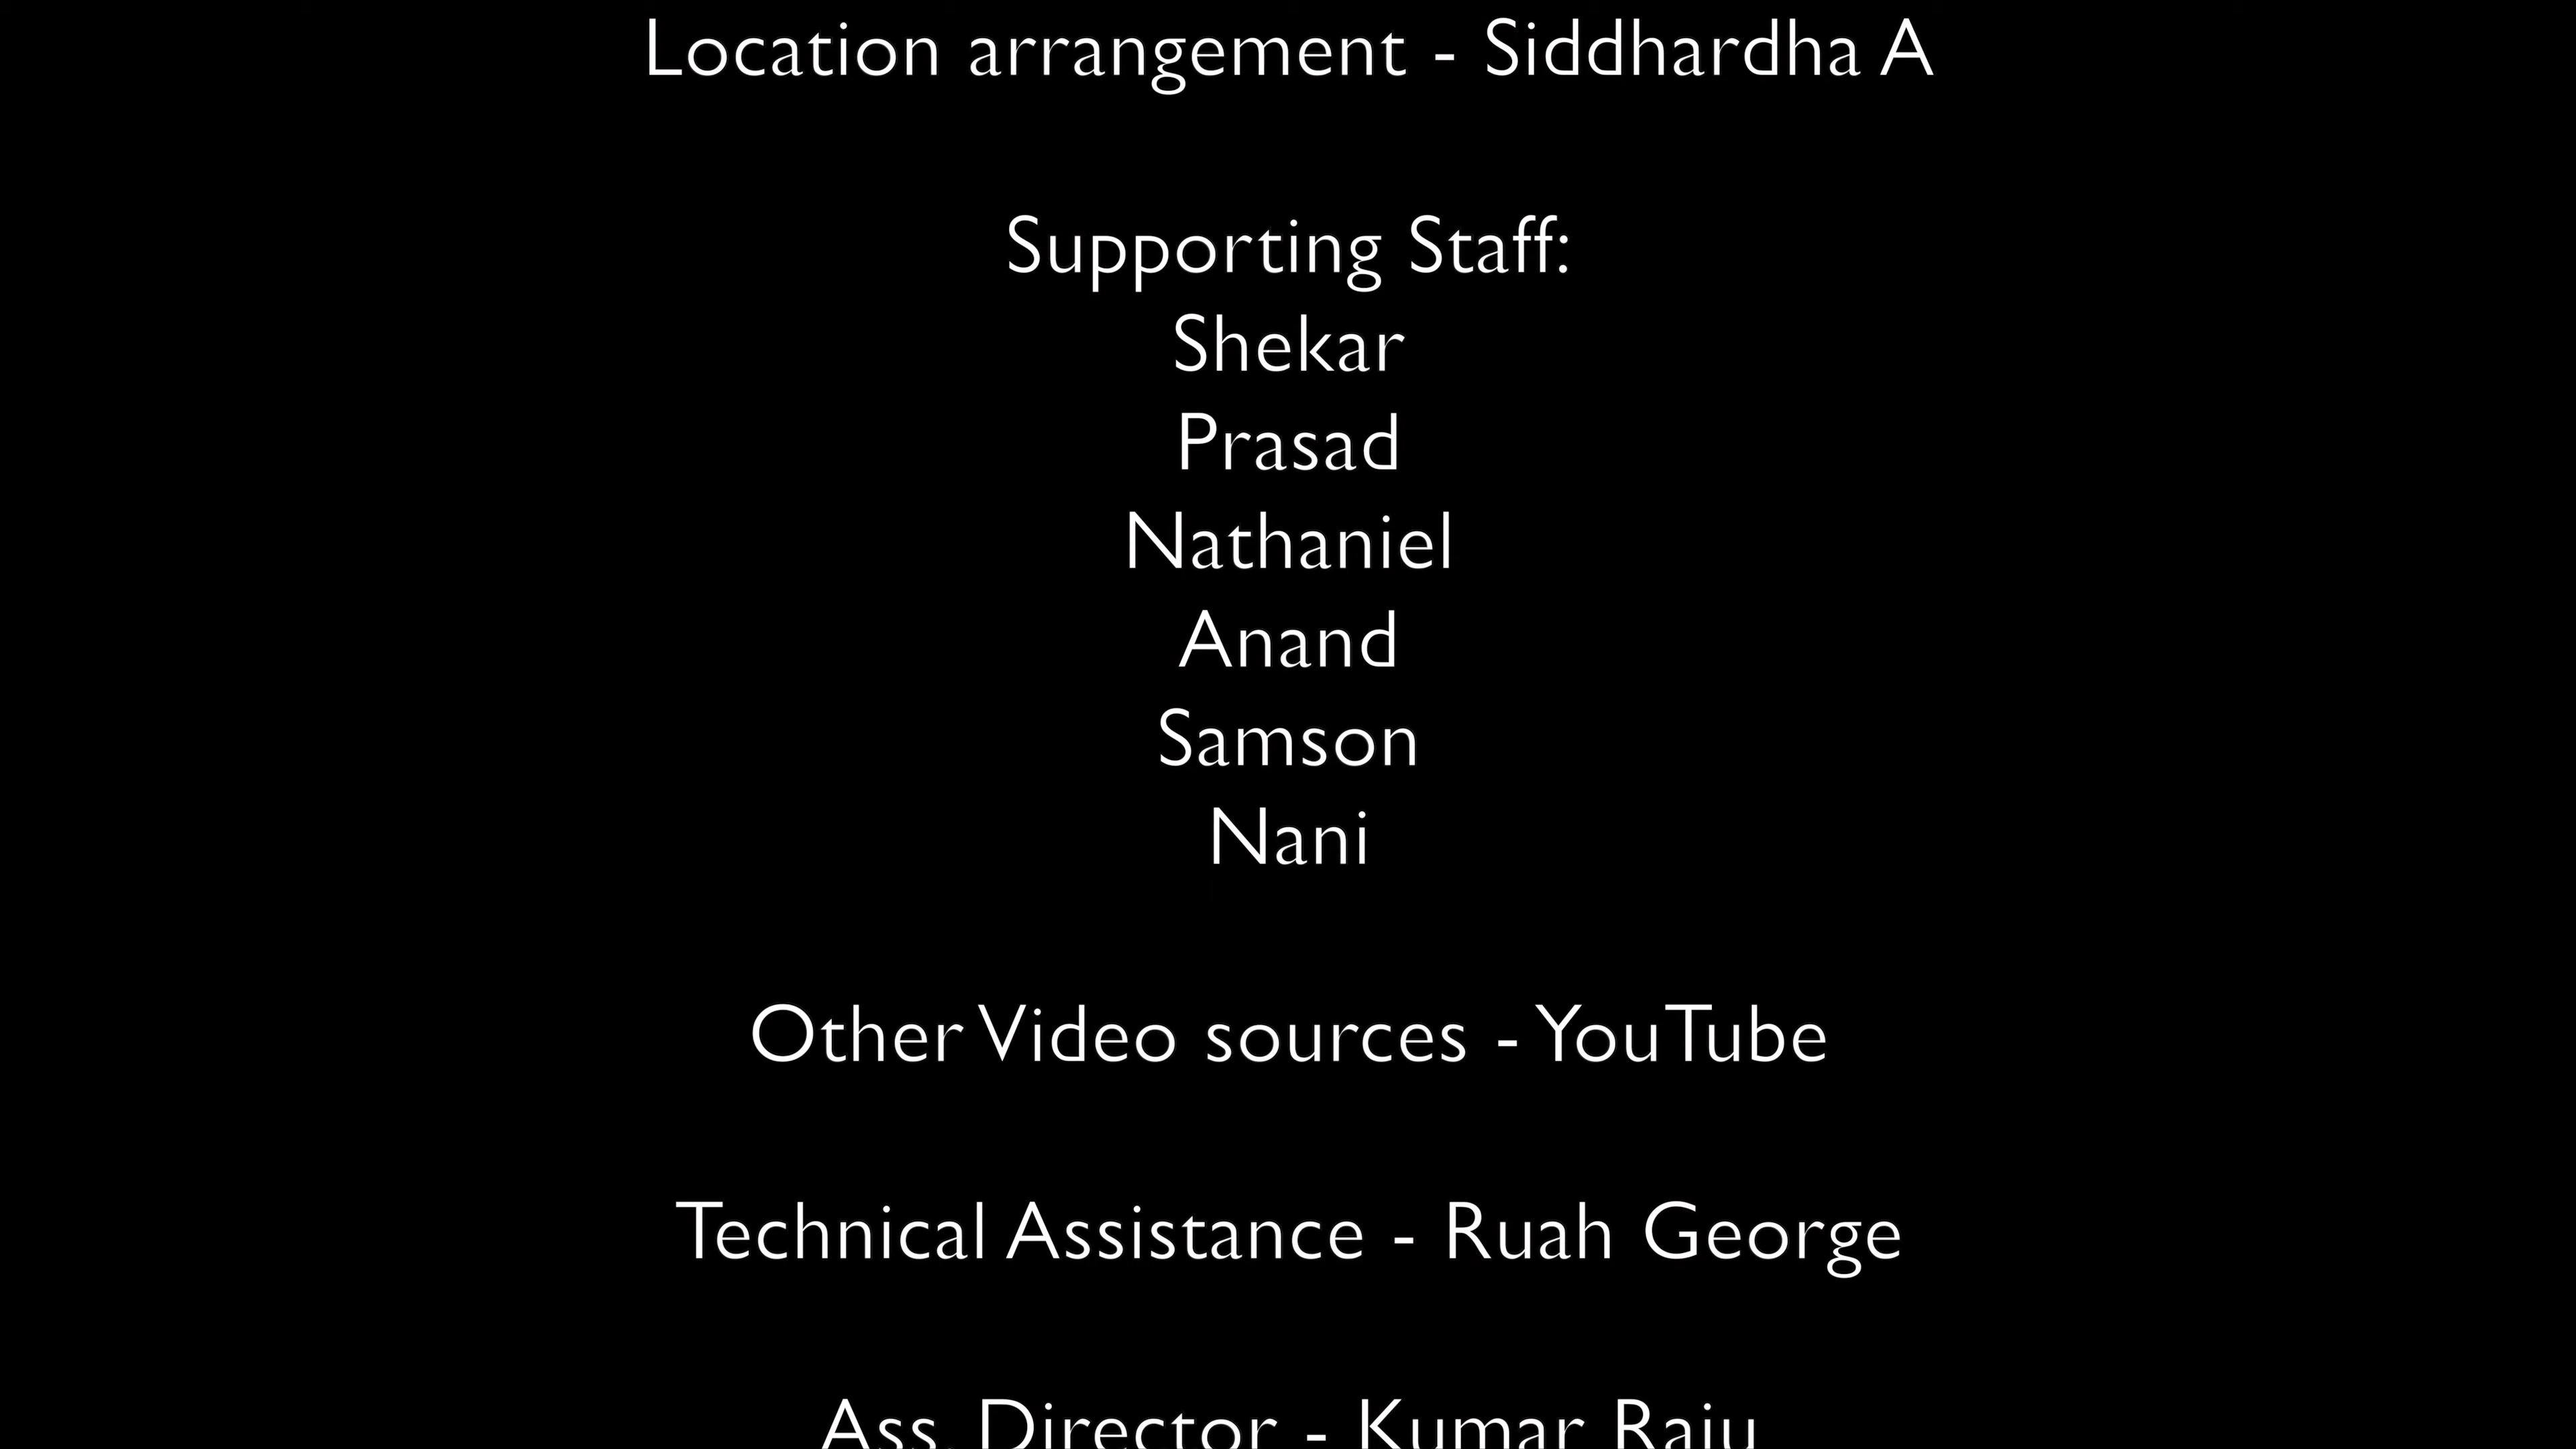 Location arrangement - Siddhardha A
Supporting Staff:
Shekar
Prasad
Nathaniel
Anand
Samson
Nani
Other Video sources - YouTube
Technical Assistance - Ruah George
Ass. Director - Kumar Raju